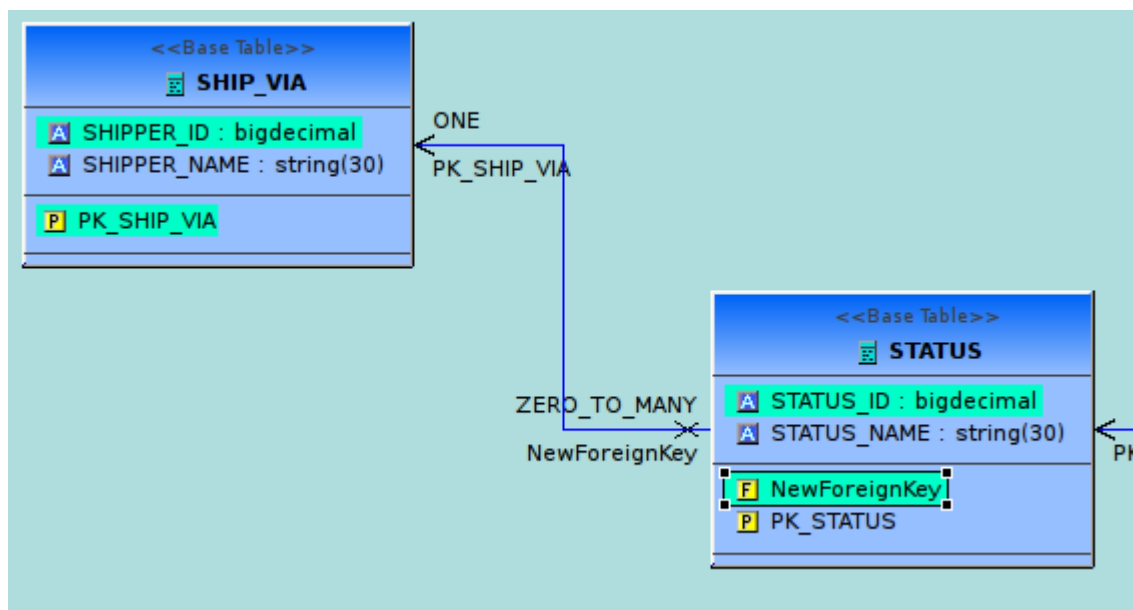 <<Base Table>>
SHIP_VIA
A SHIPPER_ID : bigdecimal
A SHIPPER_NAME : string(30)
P PK_SHIP_VIA
ONE
PK_SHIP_VIA
<<Base Table>>
STATUS
A STATUS_ID : bigdecimal
A STATUS_NAME : string(30)
F NewForeignKey
P PK_STATUS
ZERO_TO_MANY
NewForeignKey
PK